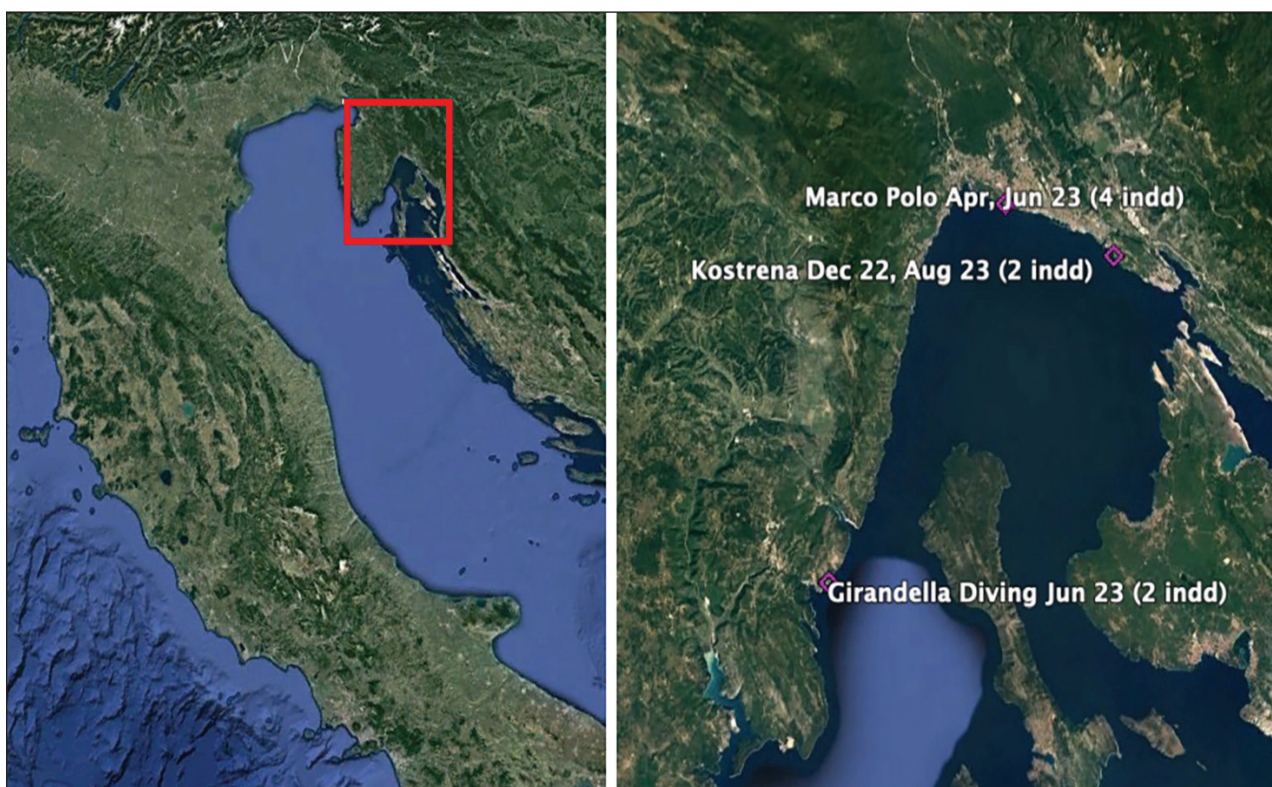 Marco Polo Apr, Jun 23 (4 indd)
Kostrena Dec 22, Aug 23 (2 indd)
Girandella Diving Jun 23 (2 indd)